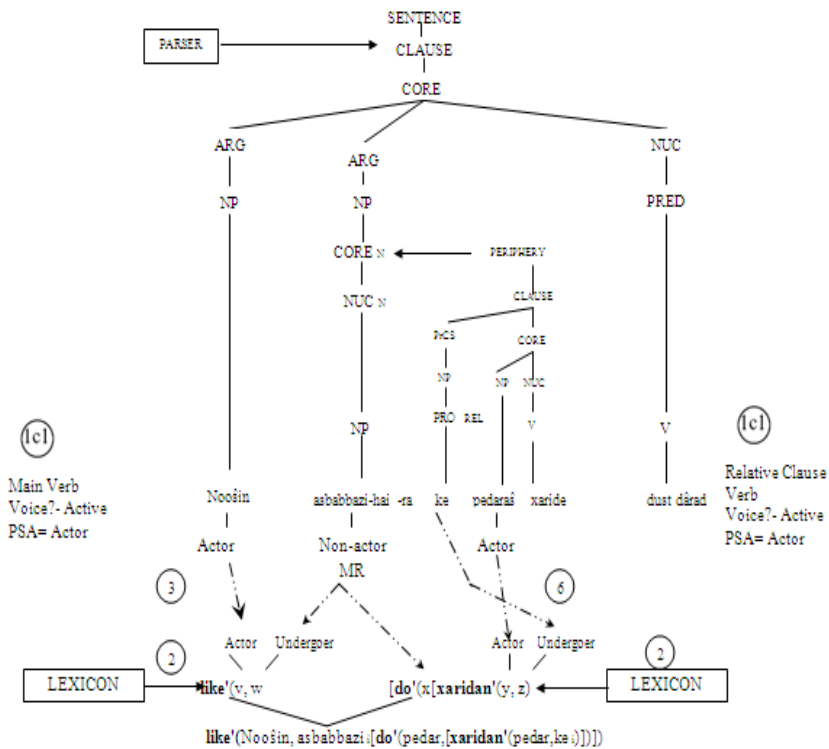 SENTENCE
PARSER
CLAUSE
CORE
ARG ARG NUC
NP NP PRED
CORE N PERIPHERY
NUC N CLAUSE
PrCS CORE
NP NP NUC
1c1 NP PRO REL V V 1c1
Main Verb Relative Clause
Voice?- Active Verb
PSA= Actor Voice?- Active
PSA= Actor
Noošin asbabbazi-hai -ra ke pedaraš xaride dust dârad
Actor Non-actor Actor
MR
3 6
Actor Undergoer Actor Undergoer
2 2
LEXICON like'(v, w [do'(x[xaridan'(y, z) LEXICON
like'(Noošin, asbabbazi i[do'(pedar,[xaridan'(pedar,ke i)])])